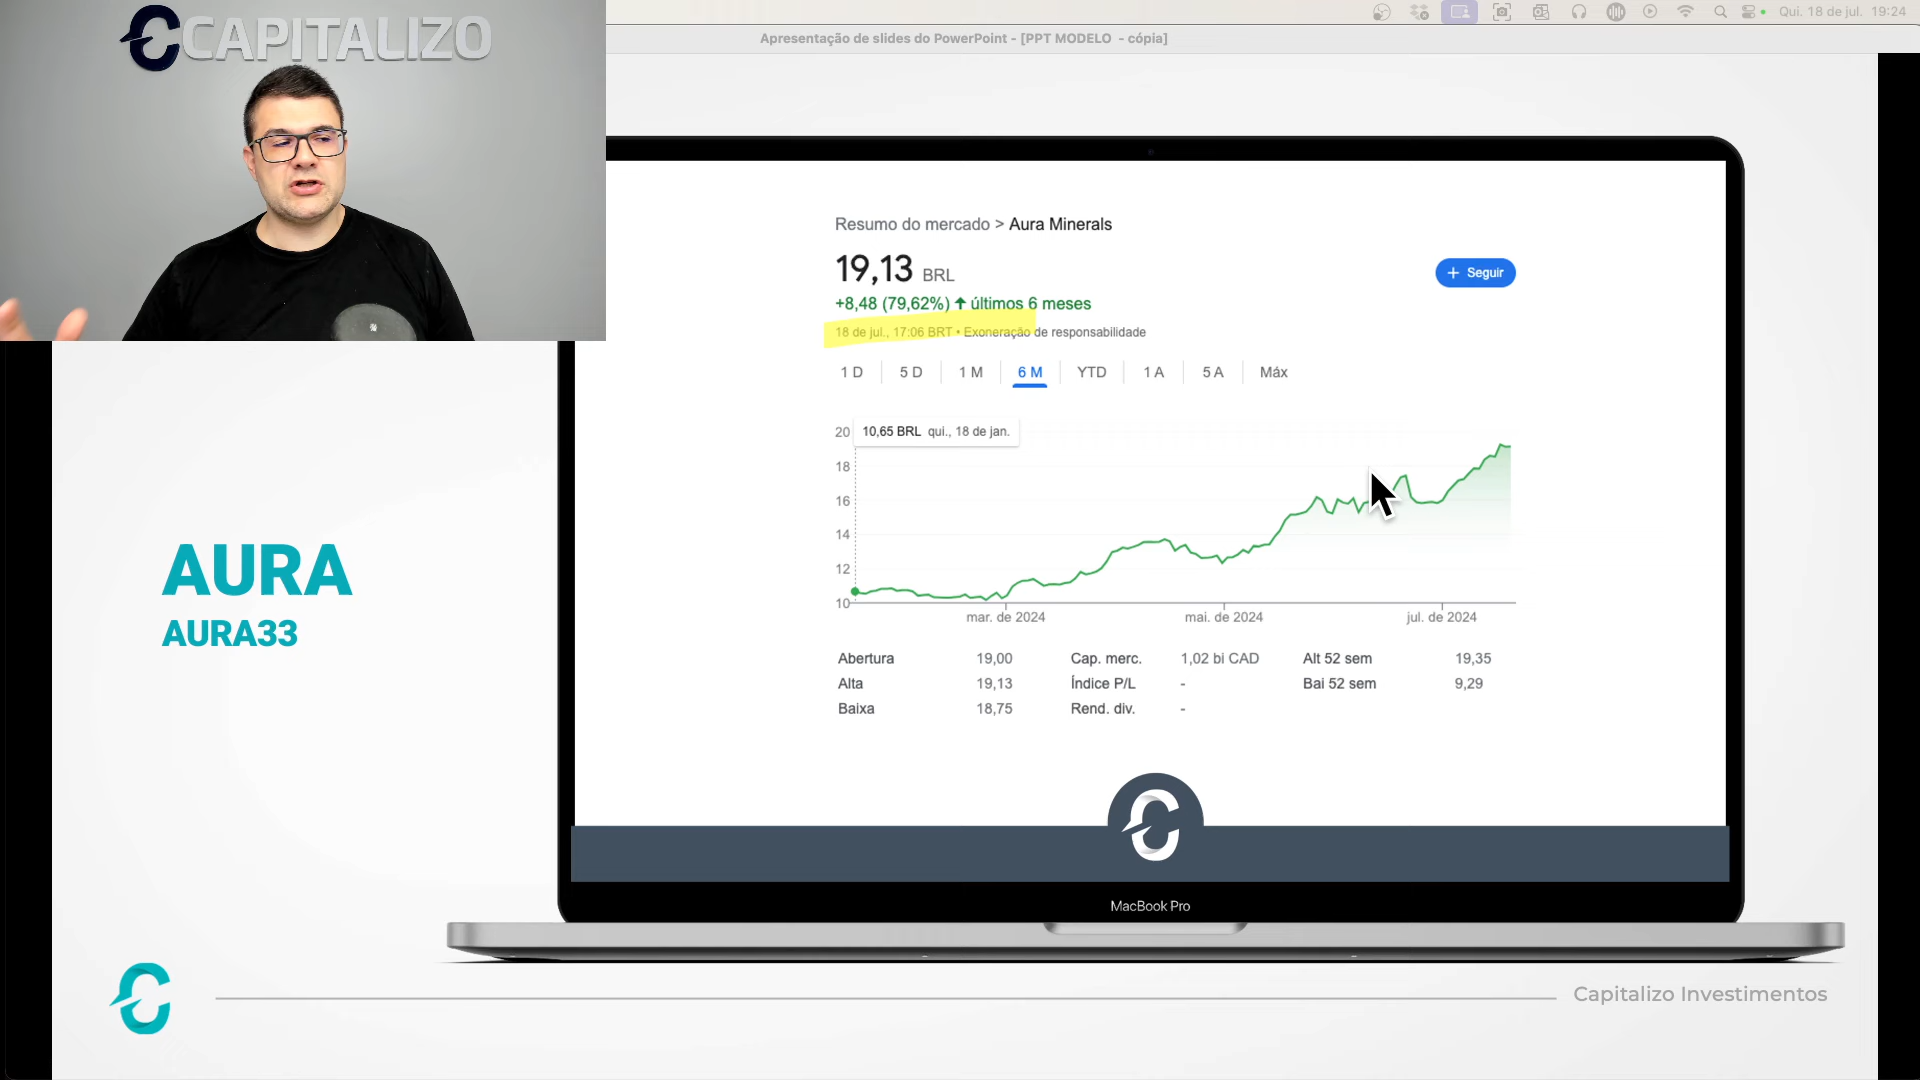 CAPITALIZO
Qui. 18 de jul. 19:24
Apresentação de slides do PowerPoint - [PPT MODELO - cópia]
Resumo do mercado > Aura Minerals
19,13 BRL
+ Seguir
+8,48 (79,62%) ↑ últimos 6 meses
18 de jul., 17:06 BRT • Exoneração de responsabilidade
1 D 5 D 1 M 6 M YTD 1 A 5 A Máx
10,65 BRL qui., 18 de jan.
20
18
16
14
12
10
mar. de 2024 mai. de 2024 jul. de 2024
Abertura 19,00 Cap. merc. 1,02 bi CAD Alt 52 sem 19,35
Alta 19,13 Índice P/L - Bai 52 sem 9,29
Baixa 18,75 Rend. div. -
AURA
AURA33
MacBook Pro
Capitalizo Investimentos